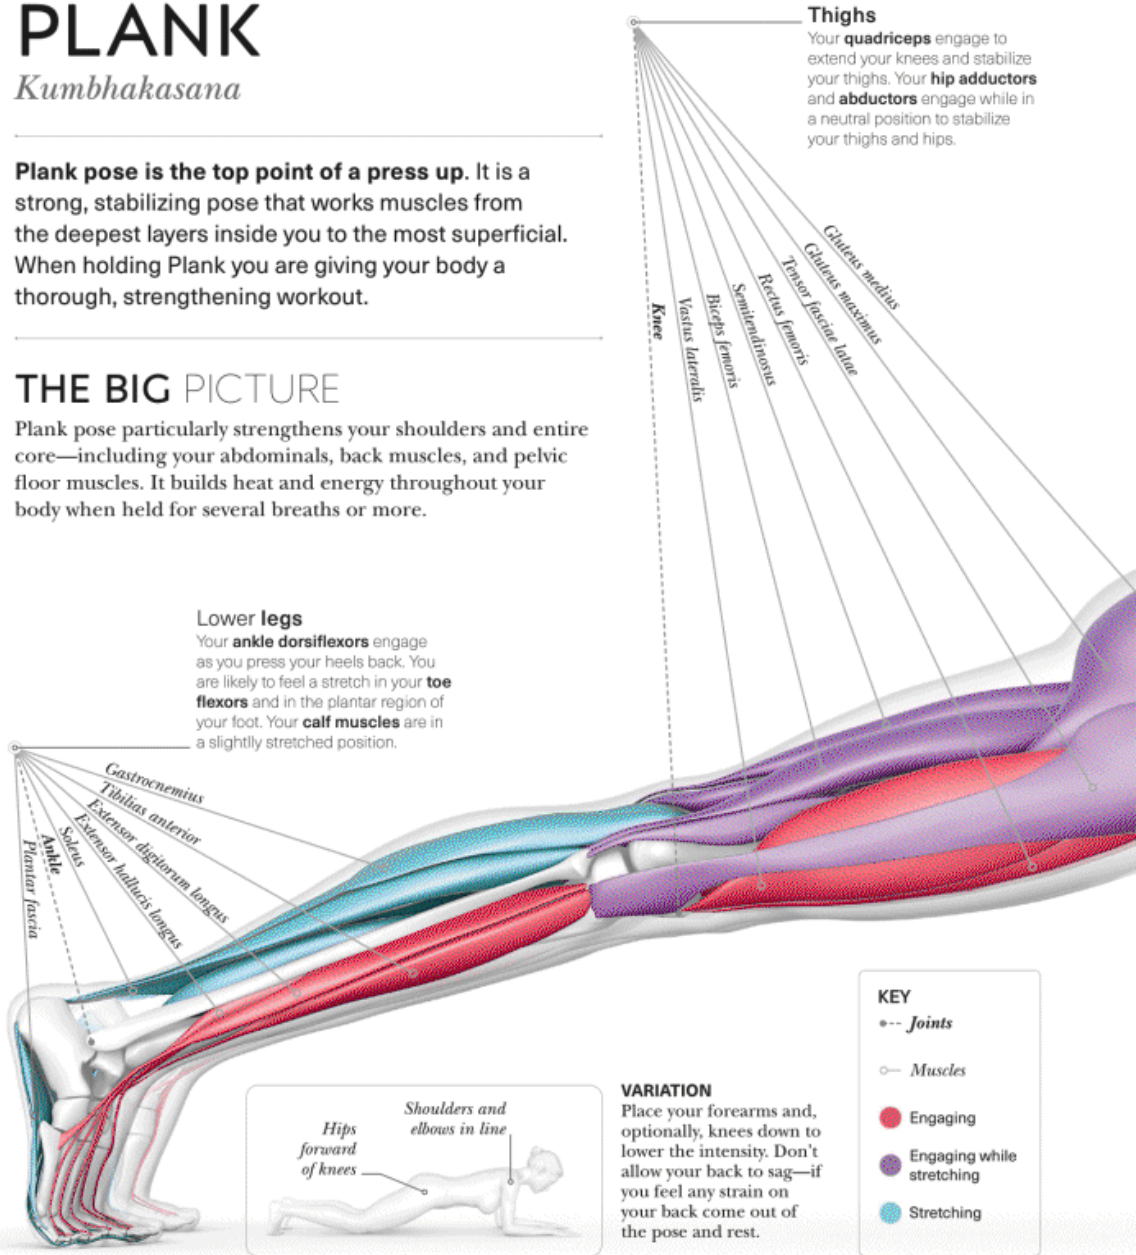 PLANK
Kumbhakasana
Plank pose is the top point of a press up. It is a
strong, stabilizing pose that works muscles from
the deepest layers inside you to the most superficial.
When holding Plank you are giving your body a
thorough, strengthening workout.
THE BIG PICTURE
Plank pose particularly strengthens your shoulders and entire
core—including your abdominals, back muscles, and pelvic
floor muscles. It builds heat and energy throughout your
body when held for several breaths or more.
Thighs
Your quadriceps engage to
extend your knees and stabilize
your thighs. Your hip adductors
and abductors engage while in
a neutral position to stabilize
your thighs and hips.
Knee
Vastus lateralis
Biceps femoris
Semitendinosus
Rectus femoris
Tensor fasciae latae
Gluteus maximus
Gluteus medius
Lower legs
Your ankle dorsiflexors engage
as you press your heels back. You
are likely to feel a stretch in your toe
flexors and in the plantar region of
your foot. Your calf muscles are in
a slightlly stretched position.
Gastrocnemius
Tibilias anterior
Extensor digitorum longus
Extensor hallucis longus
Soleus
Ankle
Plantar fascia
Hips
forward
of knees
Shoulders and
elbows in line
VARIATION
Place your forearms and,
optionally, knees down to
lower the intensity. Don't
allow your back to sag—if
you feel any strain on
your back come out of
the pose and rest.
KEY
Joints
Muscles
Engaging
Engaging while
stretching
Stretching